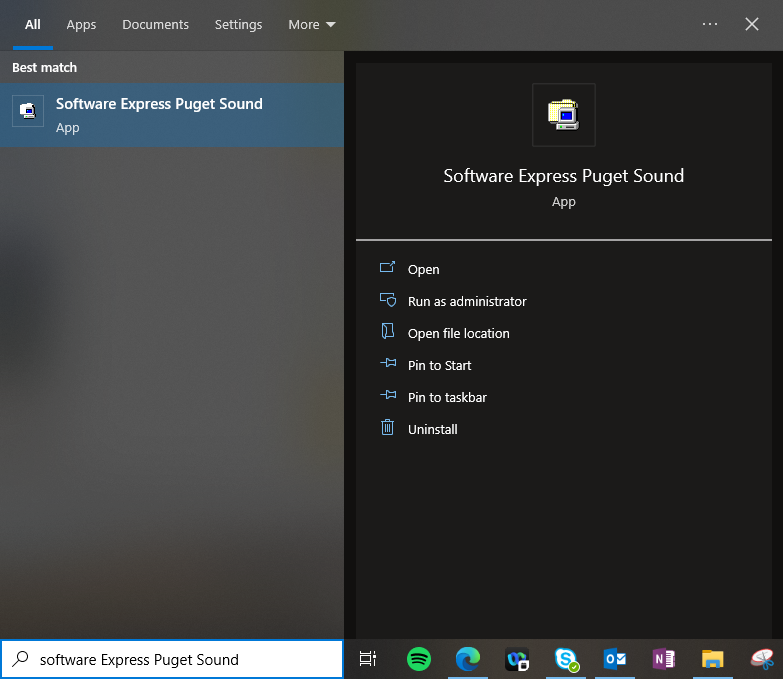 All Apps Documents Settings More
Best match
Software Express Puget Sound
App
Software Express Puget Sound
App
Open
Run as administrator
Open file location
Pin to Start
Pin to taskbar
Uninstall
software Express Puget Sound